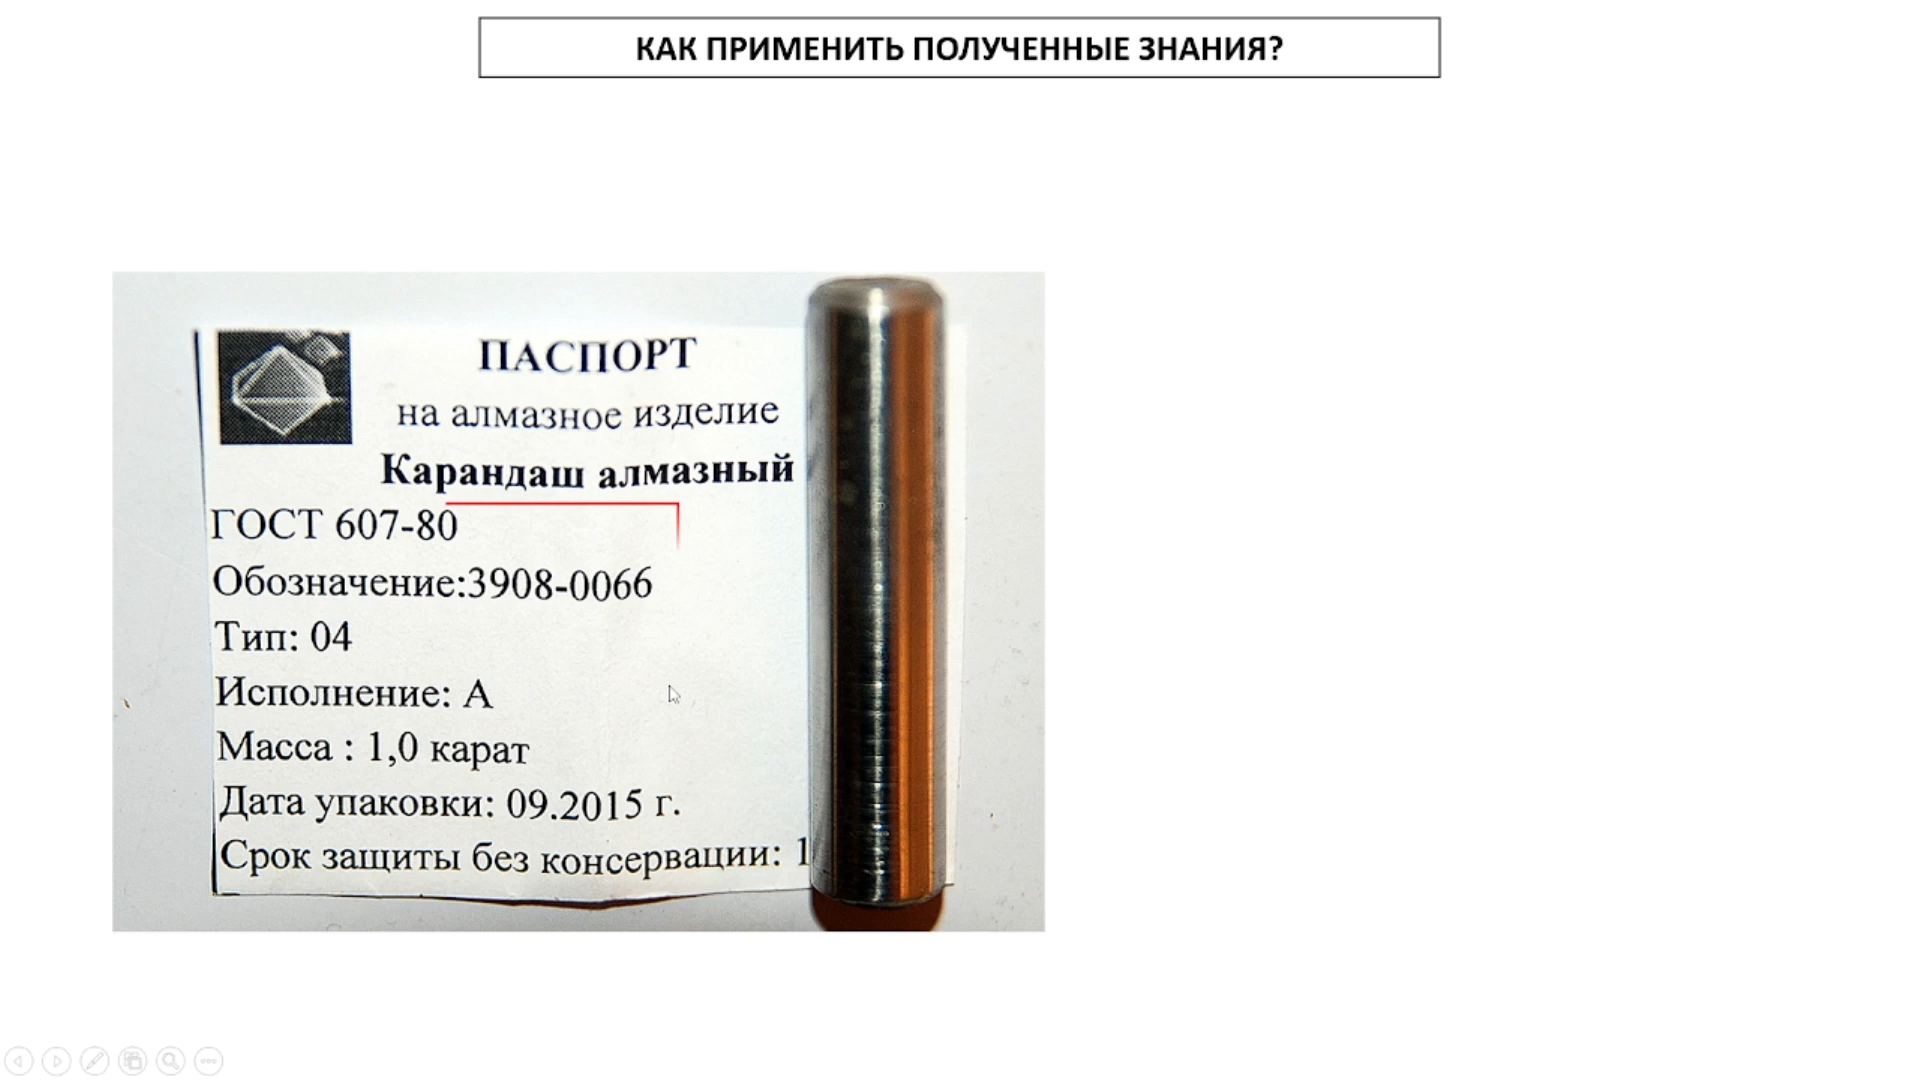 КАК ПРИМЕНИТЬ ПОЛУЧЕННЫЕ ЗНАНИЯ?
ПАСПОРТ
на алмазное изделие
Карандаш алмазный
ГОСТ 607-80
Обозначение:3908-0066
Тип: 04
Исполнение: А
Масса : 1,0 карат
Дата упаковки: 09.2015 г.
Срок защиты без консервации: 1